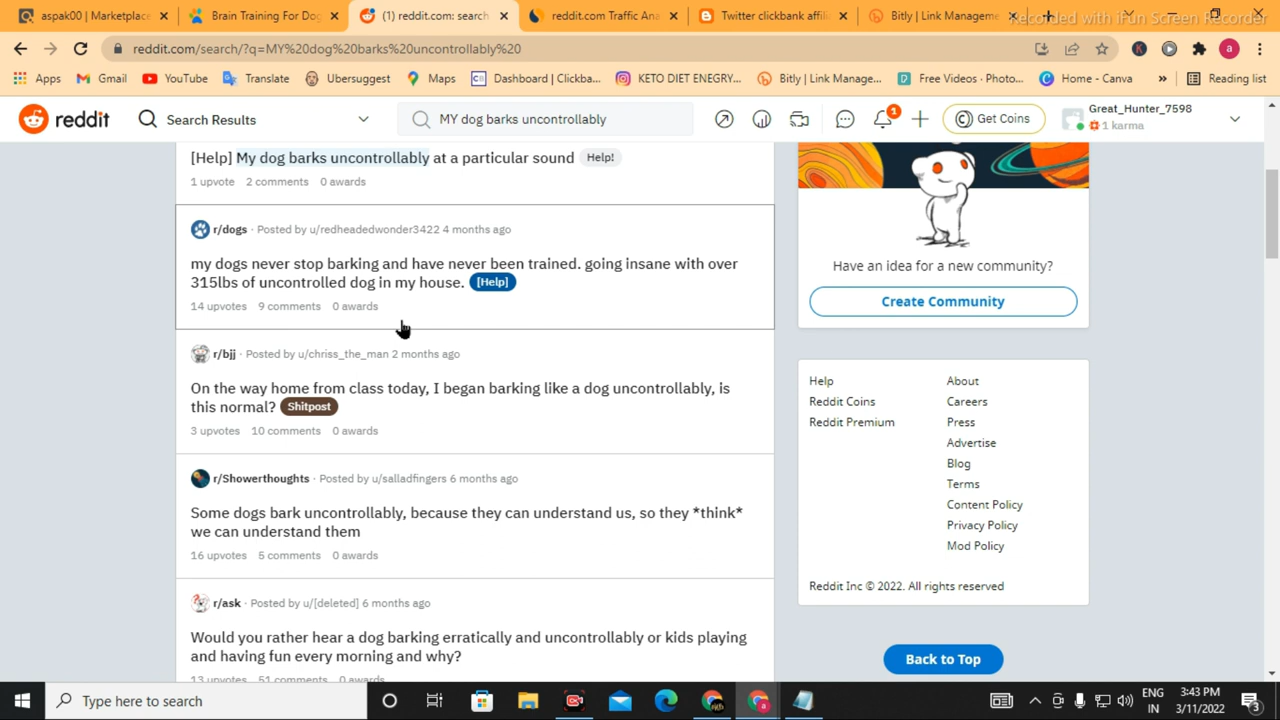 aspak00 | Marketplace
Brain Training For Dog
(1) reddit.com: search
reddit.com Traffic Ana
Twitter clickbank affili
Bitly | Link Manageme
Recorded with iFun Screen Recorder
reddit.com/search/?q=MY%20dog%20barks%20uncontrollably%20
Apps
Gmail
YouTube
Translate
Ubersuggest
Maps
Dashboard | Clickba...
KETO DIET ENEGRY...
Bitly | Link Manage...
Free Videos · Photo...
Home - Canva
»
Reading list
reddit
Search Results
MY dog barks uncontrollably
1
Get Coins
Great_Hunter_7598
1 karma
[Help] My dog barks uncontrollably at a particular sound Help!
1 upvote 2 comments 0 awards
r/dogs · Posted by u/redheadedwonder3422 4 months ago
my dogs never stop barking and have never been trained. going insane with over
315lbs of uncontrolled dog in my house. [Help]
14 upvotes 9 comments 0 awards
r/bjj · Posted by u/chriss_the_man 2 months ago
On the way home from class today, I began barking like a dog uncontrollably, is
this normal? Shitpost
3 upvotes 10 comments 0 awards
r/Showerthoughts · Posted by u/salladfingers 6 months ago
Some dogs bark uncontrollably, because they can understand us, so they *think*
we can understand them
16 upvotes 5 comments 0 awards
r/ask · Posted by u/[deleted] 6 months ago
Would you rather hear a dog barking erratically and uncontrollably or kids playing
and having fun every morning and why?
13 upvotes 51 comments 0 awards
Have an idea for a new community?
Create Community
Help
About
Reddit Coins
Careers
Reddit Premium
Press
Advertise
Blog
Terms
Content Policy
Privacy Policy
Mod Policy
Reddit Inc © 2022. All rights reserved
Back to Top
Type here to search
ENG
IN
3:43 PM
3/11/2022
3